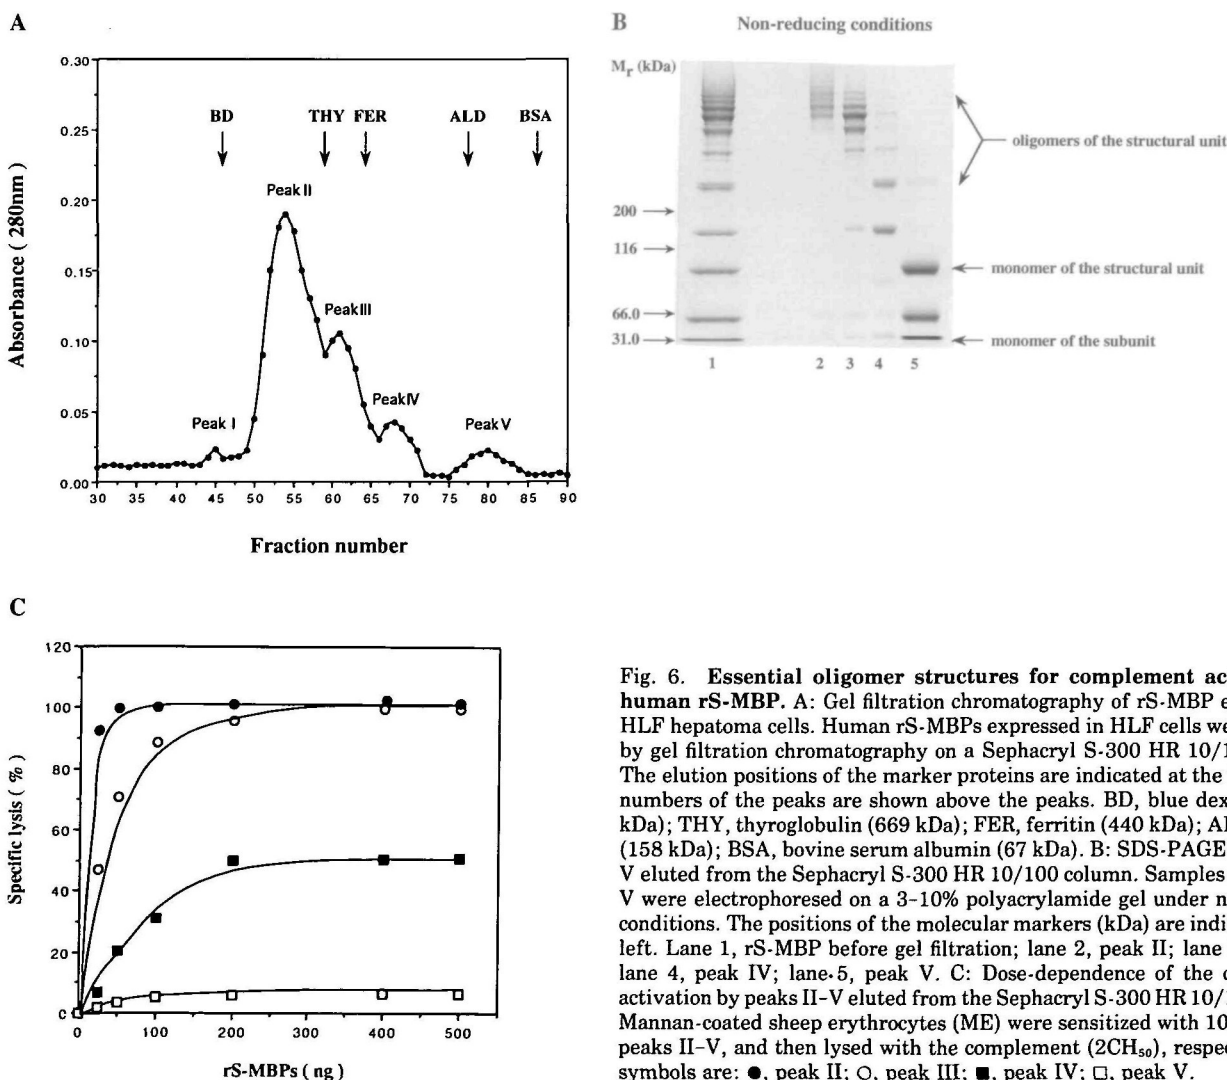 A
0.30
0.25
0.20
0.15
0.10
0.05
0.00
Absorbance ( 280nm)
BD
THY
FER
ALD
BSA
Peak I
Peak II
Peak III
Peak IV
Peak V
30
35
40
45
50
55
60
65
70
75
80
85
90
Fraction number
B
Non-reducing conditions
Mr (kDa)
200
116
66.0
31.0
oligomers of the structural unit
monomer of the structural unit
monomer of the subunit
1
2
3
4
5
C
120
100
80
60
40
20
0
Specific lysis ( % )
0
100
200
300
400
500
rS-MBPs ( ng )
Fig. 6. Essential oligomer structures for complement ac
human rS-MBP. A: Gel filtration chromatography of rS-MBP e
HLF hepatoma cells. Human rS-MBPs expressed in HLF cells we
by gel filtration chromatography on a Sephacryl S-300 HR 10/1
The elution positions of the marker proteins are indicated at the
numbers of the peaks are shown above the peaks. BD, blue dex
kDa); THY, thyroglobulin (669 kDa); FER, ferritin (440 kDa); Al
(158 kDa); BSA, bovine serum albumin (67 kDa). B: SDS-PAGE
V eluted from the Sephacryl S-300 HR 10/100 column. Samples
V were electrophoresed on a 3-10% polyacrylamide gel under n
conditions. The positions of the molecular markers (kDa) are indi
left. Lane 1, rS-MBP before gel filtration; lane 2, peak II; lane
lane 4, peak IV; lane·5, peak V. C: Dose-dependence of the c
activation by peaks II-V eluted from the Sephacryl S-300 HR 10/1
Mannan-coated sheep erythrocytes (ME) were sensitized with 10
peaks II-V, and then lysed with the complement (2CH₅₀), respe
symbols are: ●, peak II; ○, peak III; ■, peak IV; □, peak V.